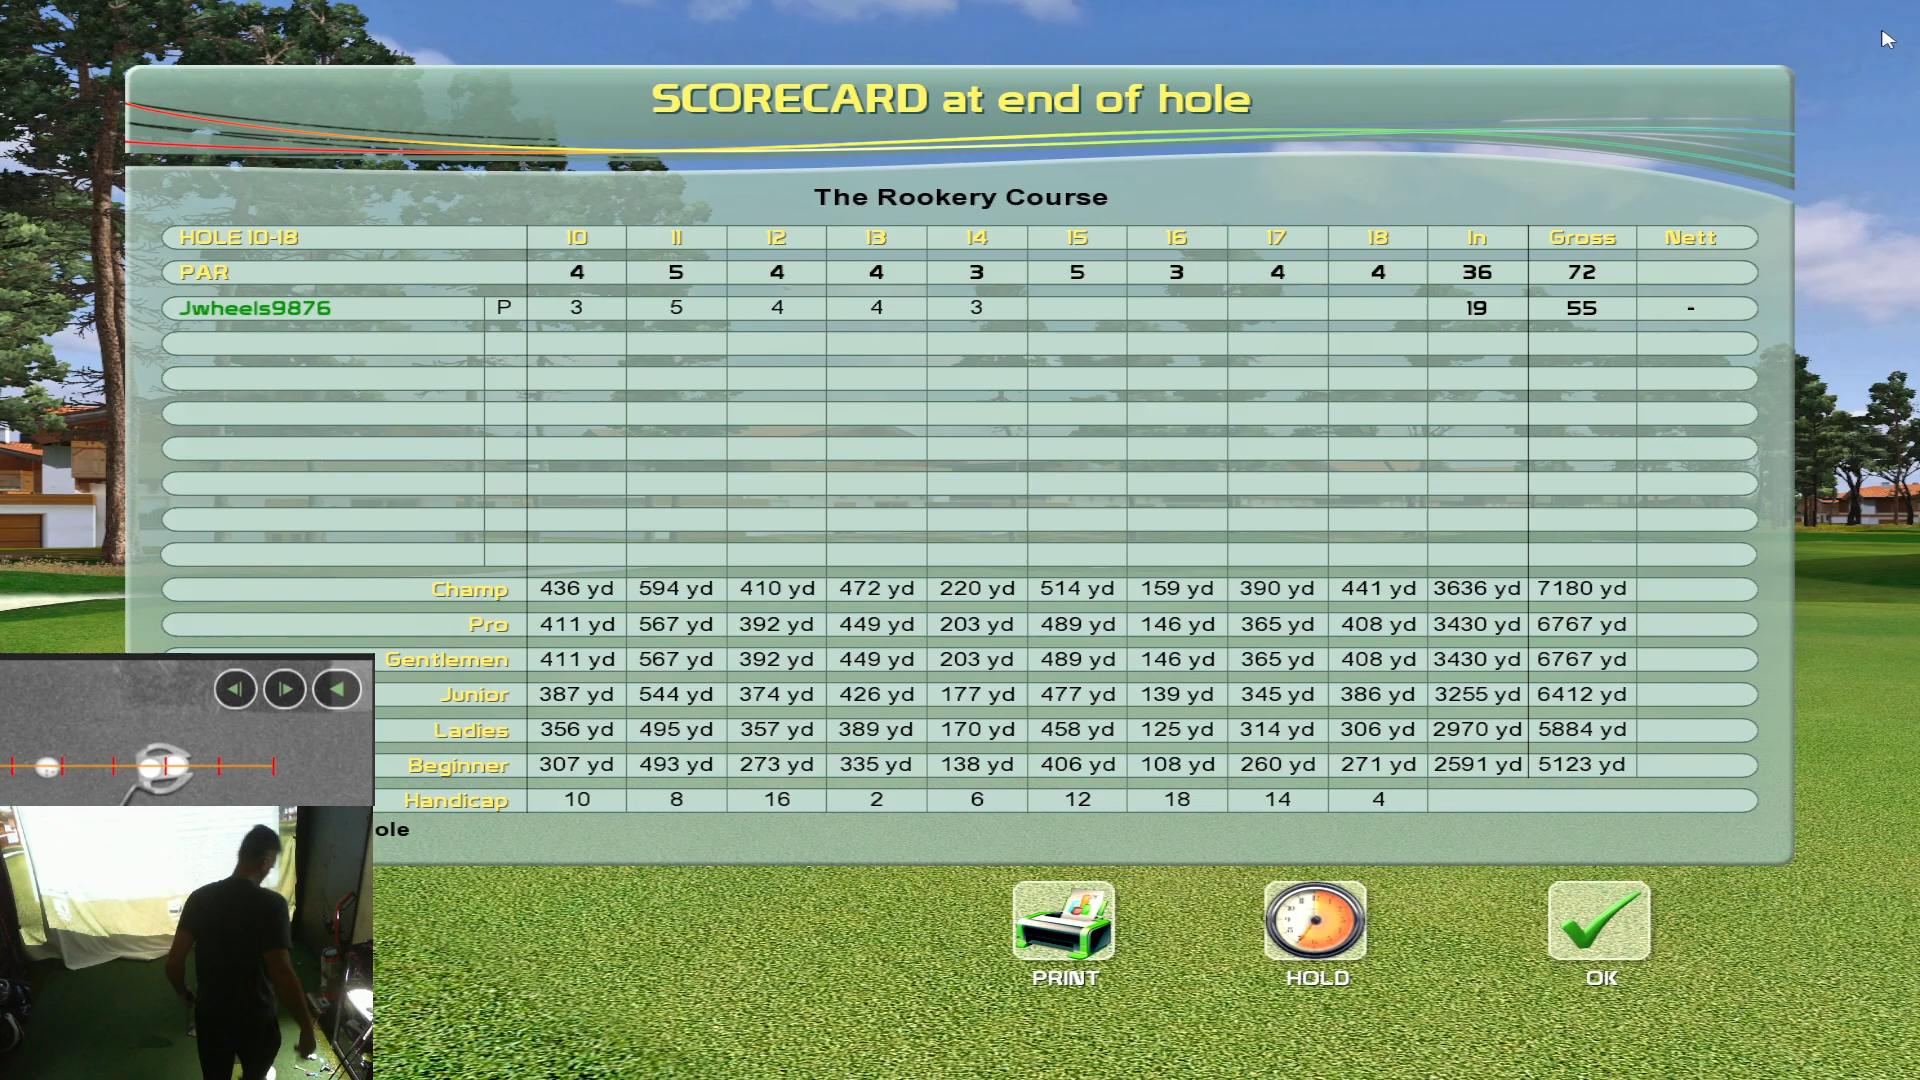 SCORECARD at end of hole
The Rookery Course
HOLE 10-18 10 11 12 13 14 15 16 17 18 In Gross Nett
PAR 4 5 4 4 3 5 3 4 4 36 72
Jwheels9876 P 3 5 4 4 3 19 55 -
Champ 436 yd 594 yd 410 yd 472 yd 220 yd 514 yd 159 yd 390 yd 441 yd 3636 yd 7180 yd
Pro 411 yd 567 yd 392 yd 449 yd 203 yd 489 yd 146 yd 365 yd 408 yd 3430 yd 6767 yd
Gentlemen 411 yd 567 yd 392 yd 449 yd 203 yd 489 yd 146 yd 365 yd 408 yd 3430 yd 6767 yd
Junior 387 yd 544 yd 374 yd 426 yd 177 yd 477 yd 139 yd 345 yd 386 yd 3255 yd 6412 yd
Ladies 356 yd 495 yd 357 yd 389 yd 170 yd 458 yd 125 yd 314 yd 306 yd 2970 yd 5884 yd
Beginner 307 yd 493 yd 273 yd 335 yd 138 yd 406 yd 108 yd 260 yd 271 yd 2591 yd 5123 yd
Handicap 10 8 16 2 6 12 18 14 4
ole
PRINT HOLD OK